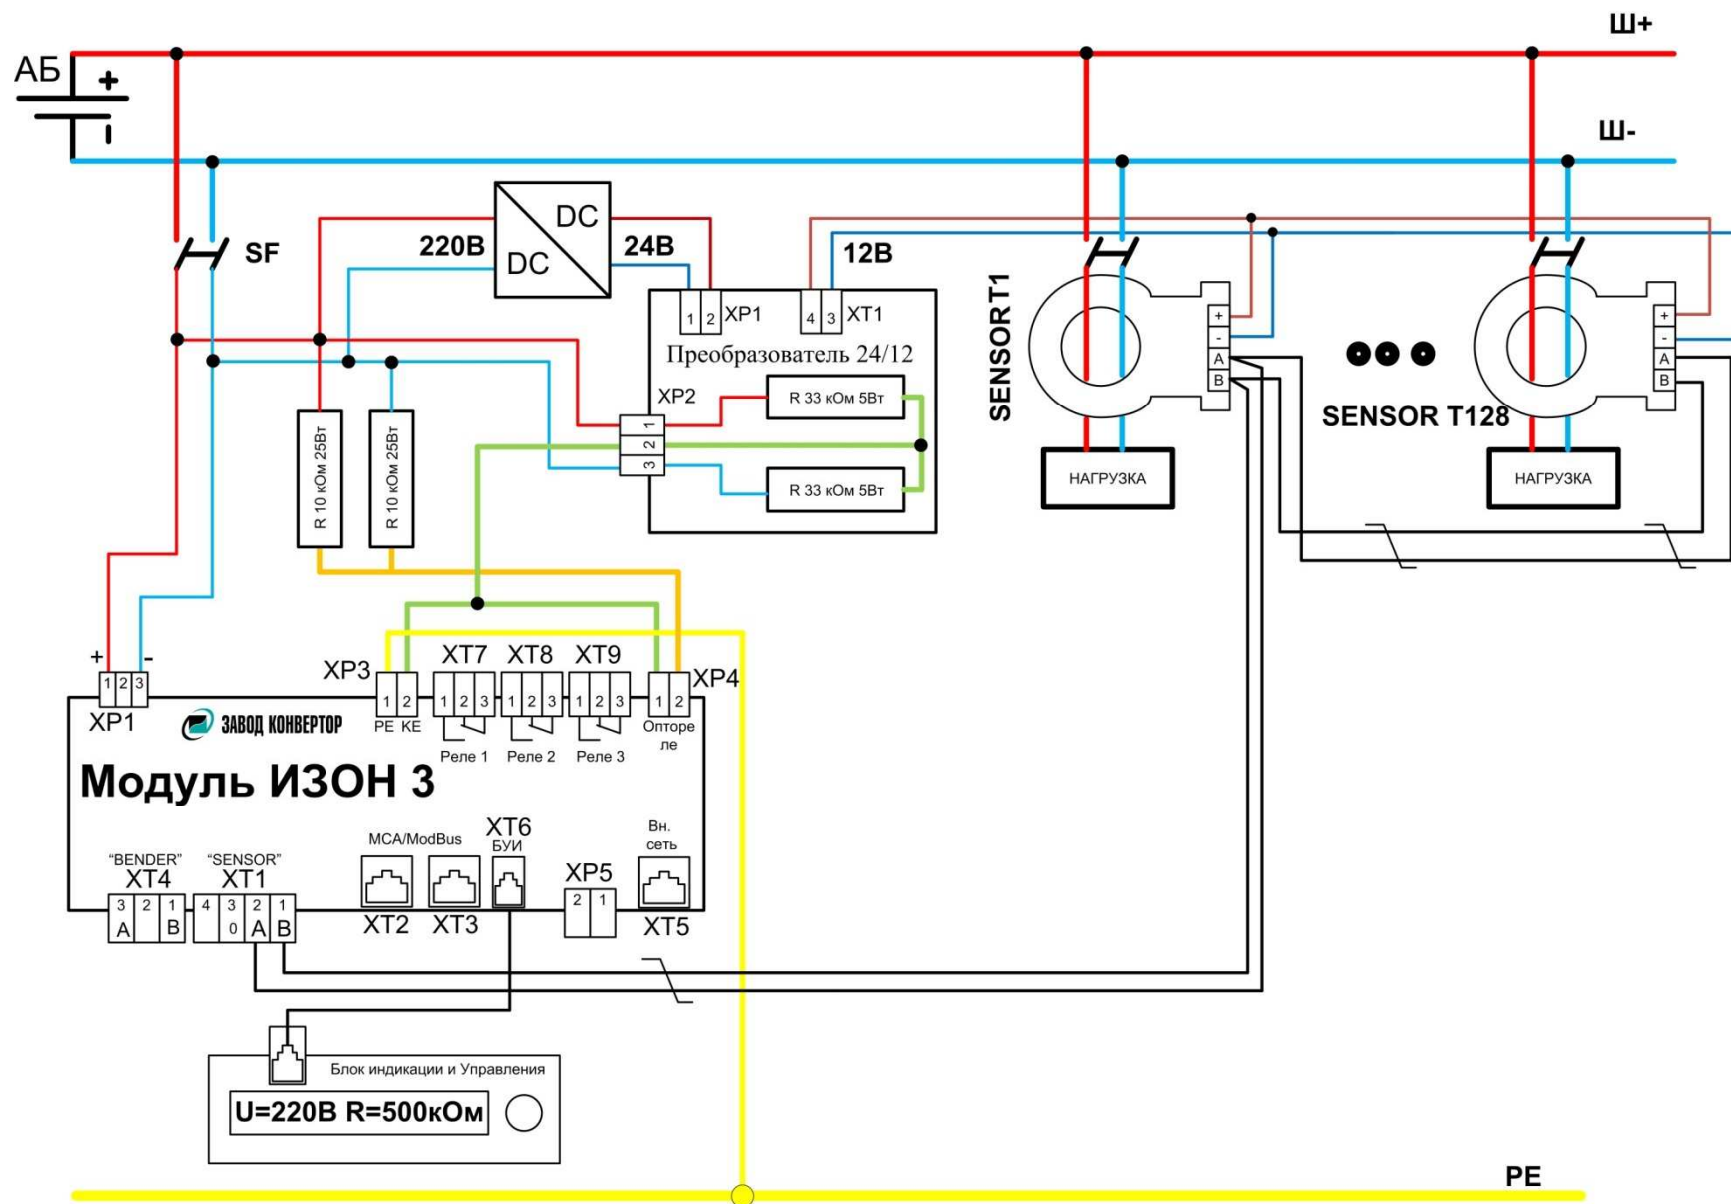 Ш+
АБ
+
Ш-
SF
220В
DC
DC
24В
12В
1 2
XP1
4 3
XT1
Преобразователь 24/12
XP2
R 33 кОм 5Вт
1
2
3
R 33 кОм 5Вт
R 10 кОм 25Вт
R 10 кОм 25Вт
SENSOR T1
+
-
A
B
НАГРУЗКА
SENSOR T128
+
-
A
B
НАГРУЗКА
+
-
1 2 3
XP1
ЗАВОД КОНВЕРТОР
XP3
1 2
PE KE
XT7
1 2 3
Реле 1
XT8
1 2 3
Реле 2
XT9
1 2 3
Реле 3
XP4
1 2
Опторе
ле
Модуль ИЗОН 3
“BENDER”
XT4
3 2 1
A B
“SENSOR”
XT1
4 3 2 1
0 A B
MCA/ModBus
XT2
XT3
XT6
БУИ
XP5
2 1
Вн.
сеть
XT5
Блок индикации и Управления
U=220В R=500кОм
PE